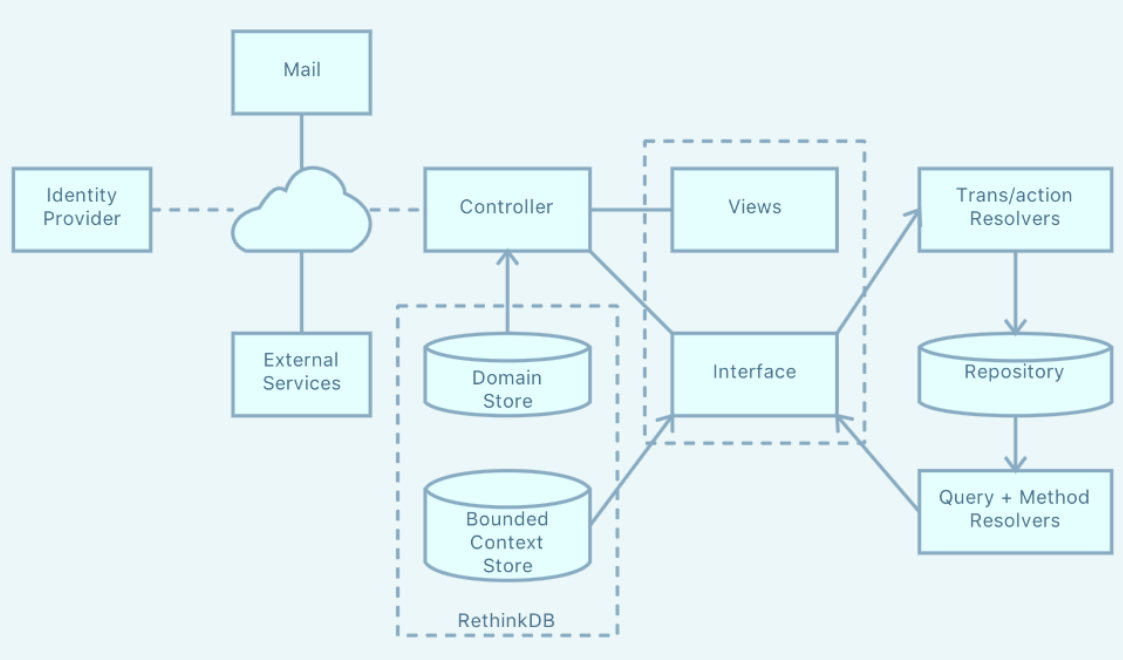 Mail
Identity
Provider
Controller
Views
Trans/action
Resolvers
External
Services
Domain
Store
Interface
Repository
Bounded
Context
Store
Query + Method
Resolvers
RethinkDB